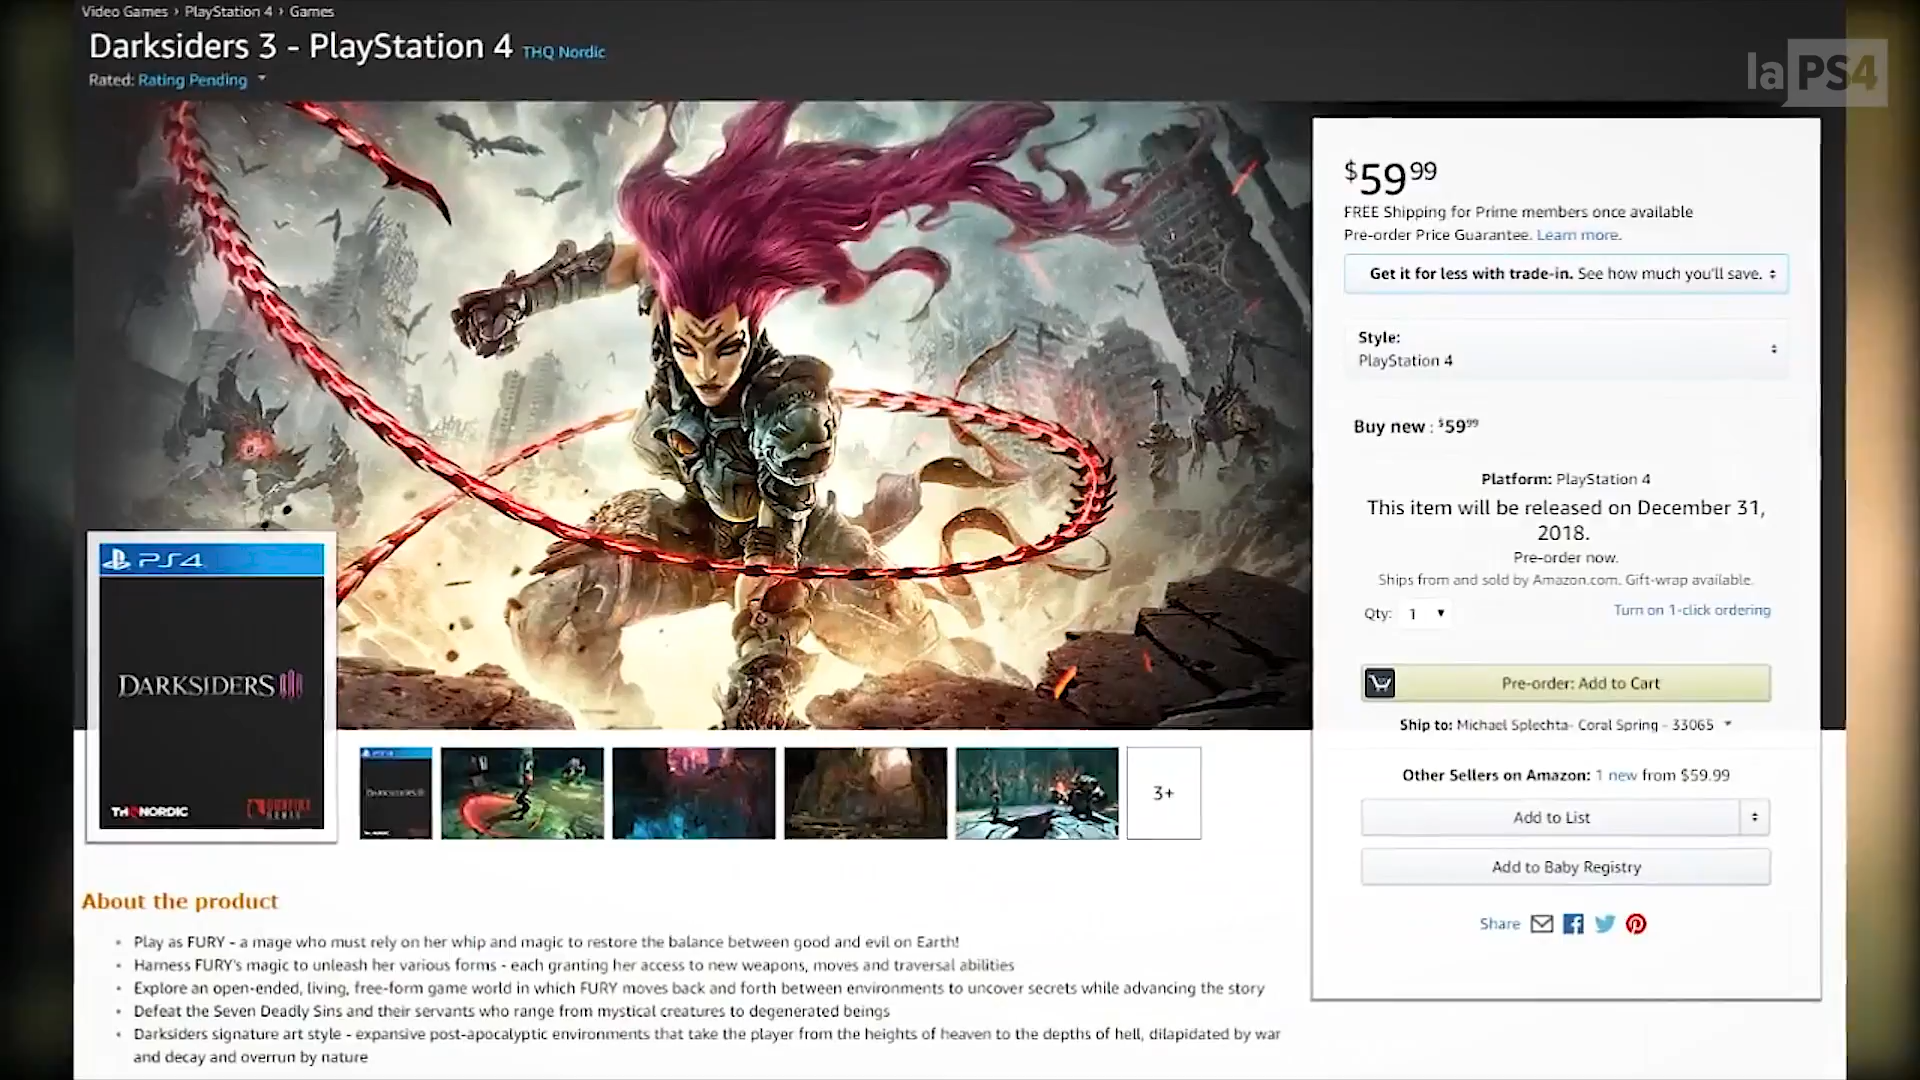 Video Games › PlayStation 4 › Games
Darksiders 3 - PlayStation 4 THQ Nordic
Rated: Rating Pending
la PS4
$59 99
FREE Shipping for Prime members once available
Pre-order Price Guarantee. Learn more.
Get it for less with trade-in. See how much you'll save.
Style:
PlayStation 4
Buy new : $59 99
Platform: PlayStation 4
This item will be released on December 31,
2018.
Pre-order now.
Ships from and sold by Amazon.com. Gift-wrap available.
Qty: 1
Turn on 1-click ordering
Pre-order: Add to Cart
Ship to: Michael Splechta- Coral Spring - 33065
Other Sellers on Amazon: 1 new from $59.99
Add to List
Add to Baby Registry
Share
PS4
DARKSIDERS III
THQ NORDIC
GUNFIRE
GAMES
DARKSIDERS
3+
About the product
Play as FURY - a mage who must rely on her whip and magic to restore the balance between good and evil on Earth!
Harness FURY's magic to unleash her various forms - each granting her access to new weapons, moves and traversal abilities
Explore an open-ended, living, free-form game world in which FURY moves back and forth between environments to uncover secrets while advancing the story
Defeat the Seven Deadly Sins and their servants who range from mystical creatures to degenerated beings
Darksiders signature art style - expansive post-apocalyptic environments that take the player from the heights of heaven to the depths of hell, dilapidated by war
and decay and overrun by nature